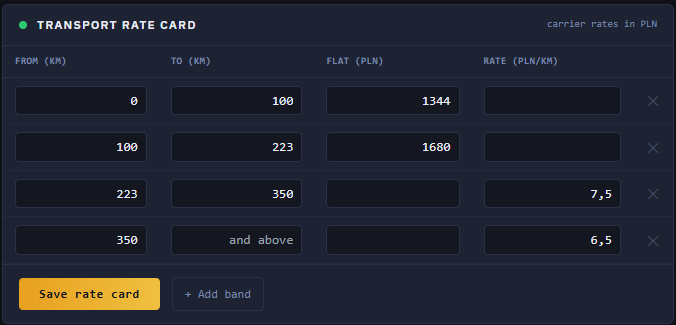 TRANSPORT RATE CARD carrier rates in PLN
FROM (KM) TO (KM) FLAT (PLN) RATE (PLN/KM)
0 100 1344
100 223 1680
223 350 7,5
350 and above 6,5
Save rate card + Add band